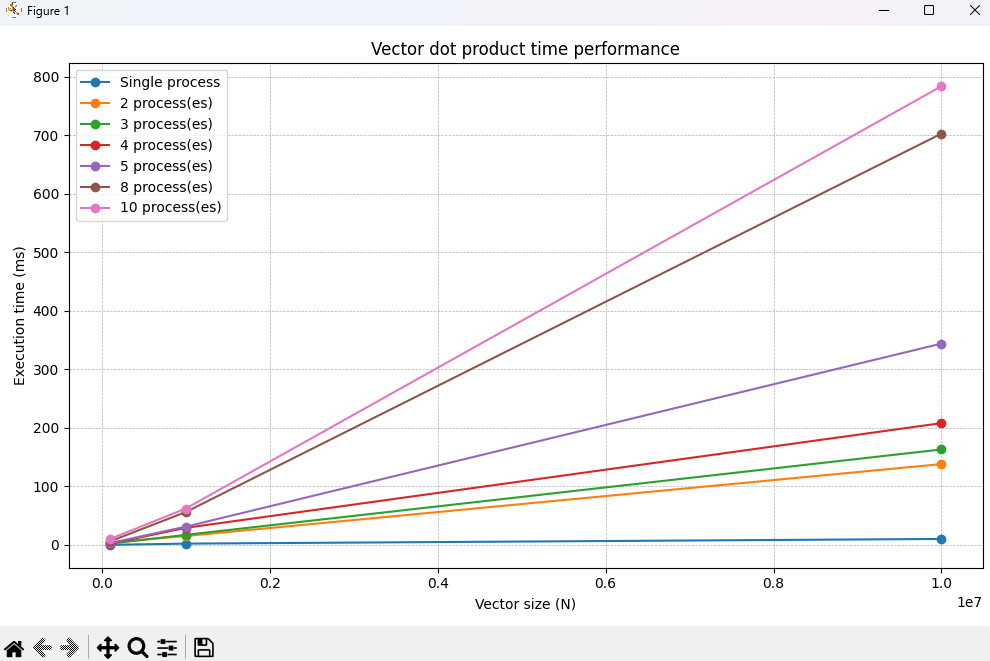 Figure 1
Vector dot product time performance
Single process
2 process(es)
3 process(es)
4 process(es)
5 process(es)
8 process(es)
10 process(es)
800
700
600
500
400
300
200
100
0
Execution time (ms)
0.0 0.2 0.4 0.6 0.8 1.0
1e7
Vector size (N)